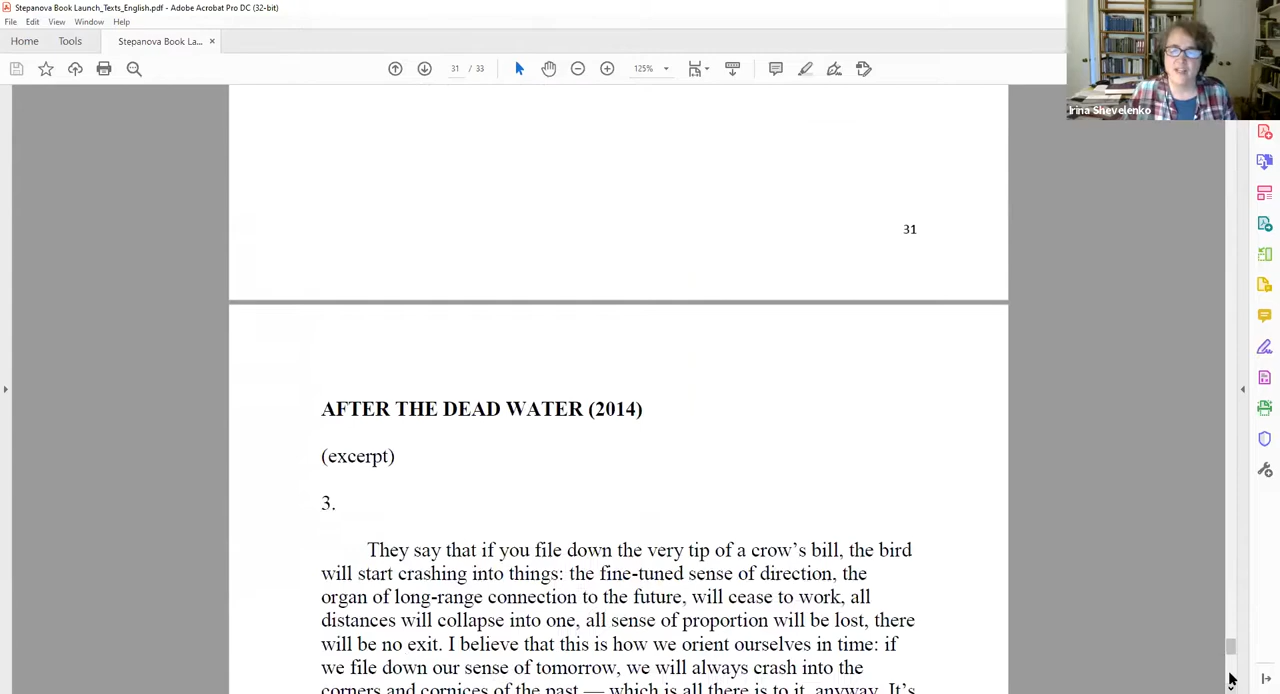 Stepanova Book Launch_Texts_English.pdf - Adobe Acrobat Pro DC (32-bit)
File Edit View Window Help
Home Tools Stepanova Book La... ×
31 / 33 125%
Irina Shevelenko
31
AFTER THE DEAD WATER (2014)
(excerpt)
3.
They say that if you file down the very tip of a crow’s bill, the bird
will start crashing into things: the fine-tuned sense of direction, the
organ of long-range connection to the future, will cease to work, all
distances will collapse into one, all sense of proportion will be lost, there
will be no exit. I believe that this is how we orient ourselves in time: if
we file down our sense of tomorrow, we will always crash into the
corners and cornices of the past — which is all there is to it, anyway. It’s